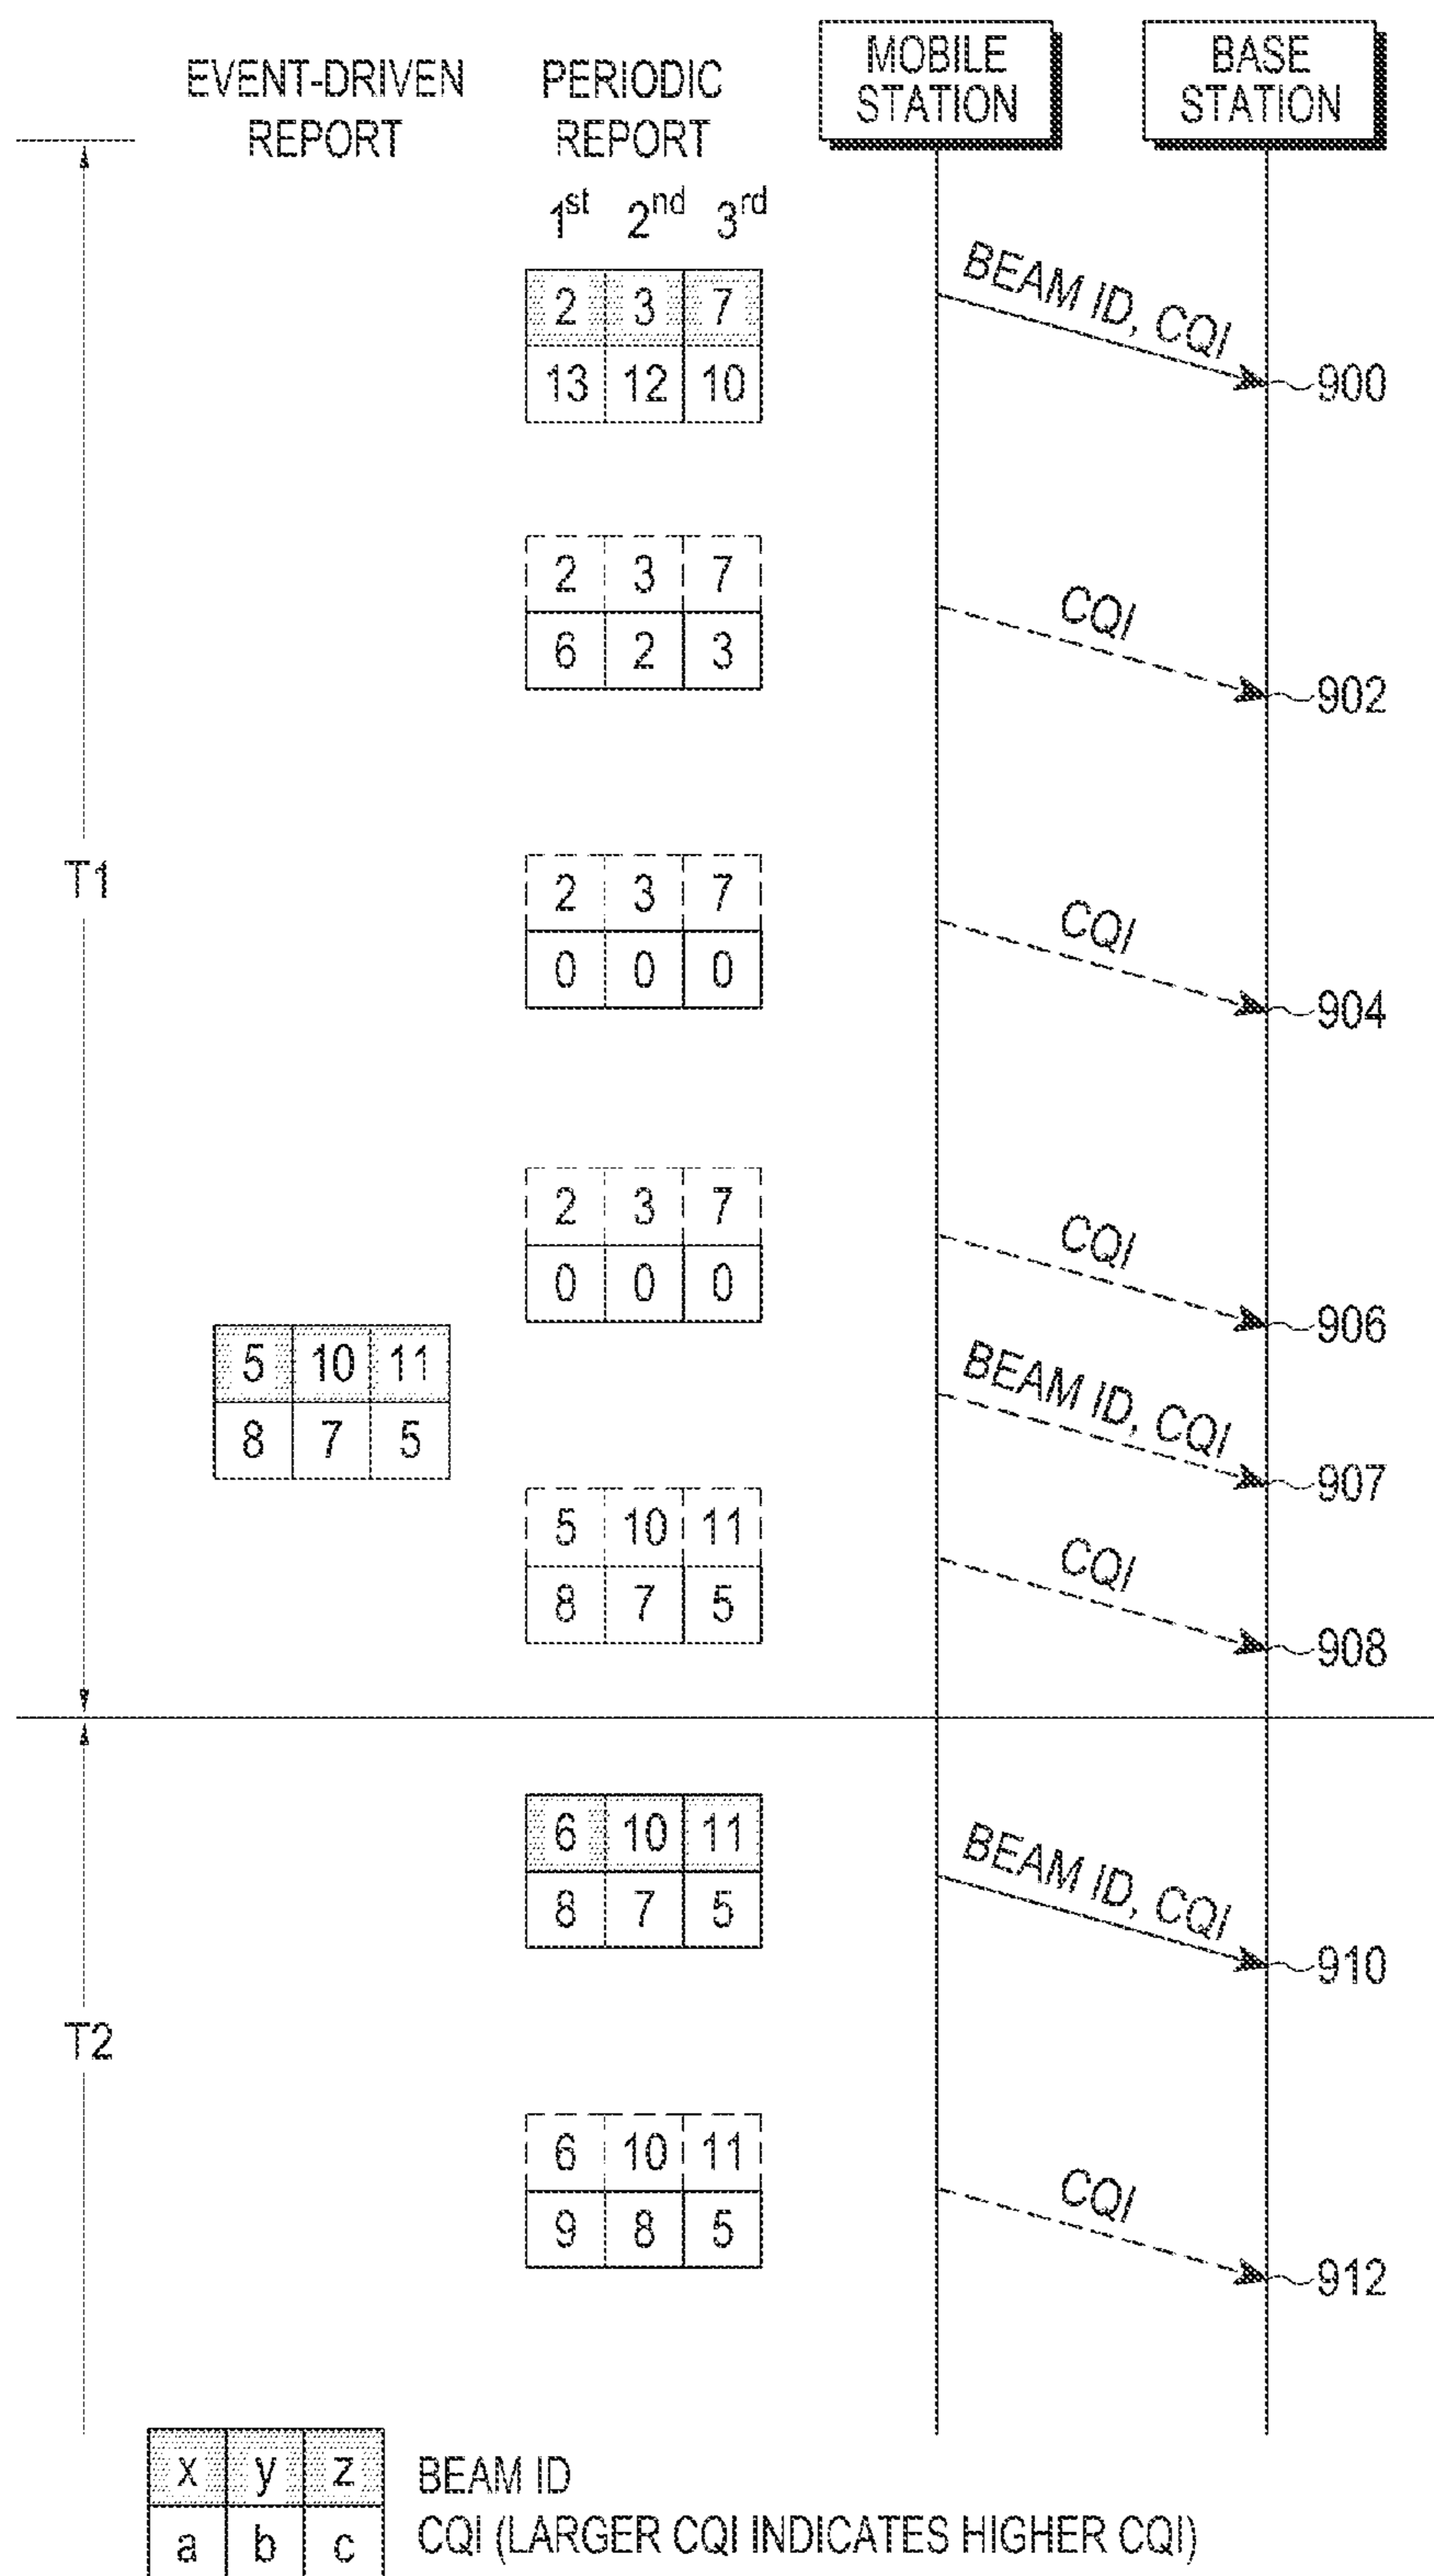 EVENT-DRIVEN REPORT
PERIODIC REPORT
MOBILE STATION
BASE STATION
1st 2nd 3rd
2 3 7
13 12 10
BEAM ID, CQI
900
2 3 7
6 2 3
CQI
902
T1
2 3 7
0 0 0
CQI
904
2 3 7
0 0 0
CQI
906
5 10 11
8 7 5
BEAM ID, CQI
907
5 10 11
8 7 5
CQI
908
6 10 11
8 7 5
BEAM ID, CQI
910
T2
6 10 11
9 8 5
CQI
912
x y z BEAM ID
a b c CQI (LARGER CQI INDICATES HIGHER CQI)